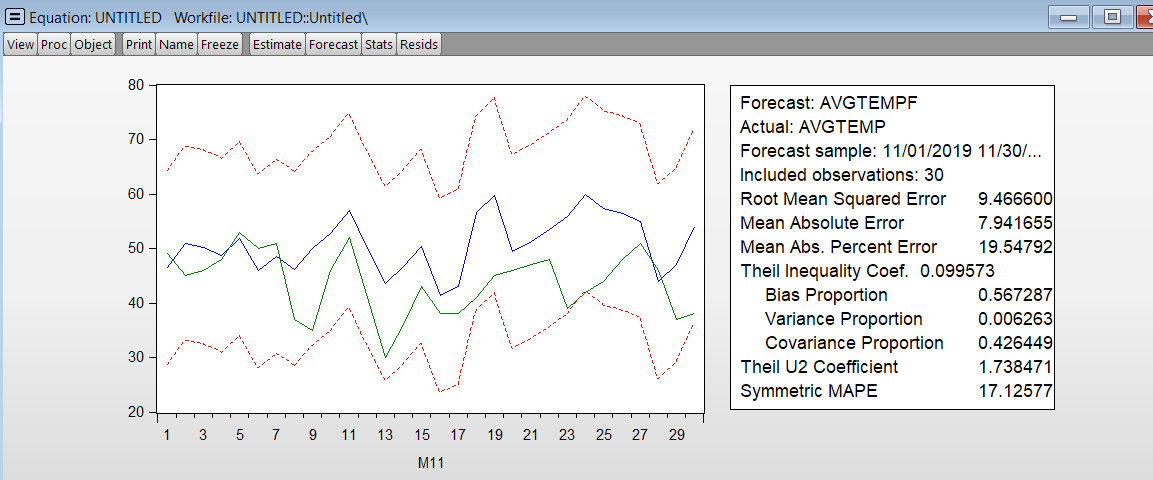 Equation: UNTITLED   Workfile: UNTITLED::Untitled\
View Proc Object Print Name Freeze Estimate Forecast Stats Resids
80
70
60
50
40
30
20
1 3 5 7 9 11 13 15 17 19 21 23 25 27 29
M11
Forecast: AVGTEMPF
Actual: AVGTEMP
Forecast sample: 11/01/2019 11/30/...
Included observations: 30
Root Mean Squared Error 9.466600
Mean Absolute Error 7.941655
Mean Abs. Percent Error 19.54792
Theil Inequality Coef. 0.099573
Bias Proportion 0.567287
Variance Proportion 0.006263
Covariance Proportion 0.426449
Theil U2 Coefficient 1.738471
Symmetric MAPE 17.12577